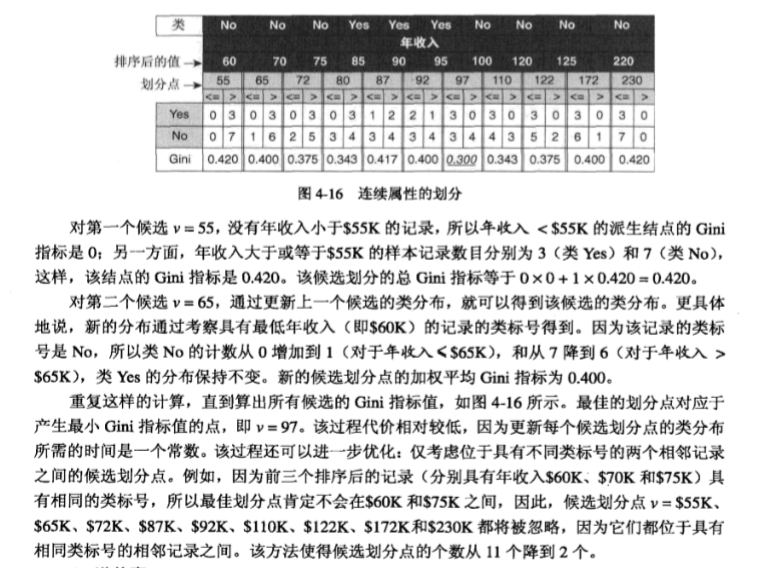 类 No No No Yes Yes Yes No No No No
年收入
排序后的值 → 60 70 75 85 90 95 100 120 125 220
划分点 → 55 65 72 80 87 92 97 110 122 172 230
<= > <= > <= > <= > <= > <= > <= > <= > <= > <= > <= >
Yes 0 3 0 3 0 3 0 3 1 2 2 1 3 0 3 0 3 0 3 0 3 0
No 0 7 1 6 2 5 3 4 3 4 3 4 3 4 4 3 5 2 6 1 7 0
Gini 0.420 0.400 0.375 0.343 0.417 0.400 0.300 0.343 0.375 0.400 0.420
图 4-16 连续属性的划分
对第一个候选 v = 55，没有年收入小于$55K 的记录，所以年收入 < $55K 的派生结点的 Gini
指标是 0；另一方面，年收入大于或等于$55K 的样本记录数目分别为 3（类 Yes）和 7（类 No），
这样，该结点的 Gini 指标是 0.420。该候选划分的总 Gini 指标等于 0×0 + 1×0.420 = 0.420。
对第二个候选 v = 65，通过更新上一个候选的类分布，就可以得到该候选的类分布。更具体
地说，新的分布通过考察具有最低年收入（即$60K）的记录的类标号得到。因为该记录的类标
号是 No，所以类 No 的计数从 0 增加到 1（对于年收入≤$65K），和从 7 降到 6（对于年收入 >
$65K），类 Yes 的分布保持不变。新的候选划分点的加权平均 Gini 指标为 0.400。
重复这样的计算，直到算出所有候选的 Gini 指标值，如图 4-16 所示。最佳的划分点对应于
产生最小 Gini 指标值的点，即 v = 97。该过程代价相对较低，因为更新每个候选划分点的类分布
所需的时间是一个常数。该过程还可以进一步优化：仅考虑位于具有不同类标号的两个相邻记录
之间的候选划分点。例如，因为前三个排序后的记录（分别具有年收入$60K、$70K 和$75K）具
有相同的类标号，所以最佳划分点肯定不会在$60K 和$75K 之间，因此，候选划分点 v = $55K、
$65K、$72K、$87K、$92K、$110K、$122K、$172K和$230K 都将被忽略，因为它们都位于具有
相同类标号的相邻记录之间。该方法使得候选划分点的个数从 11 个降到 2 个。